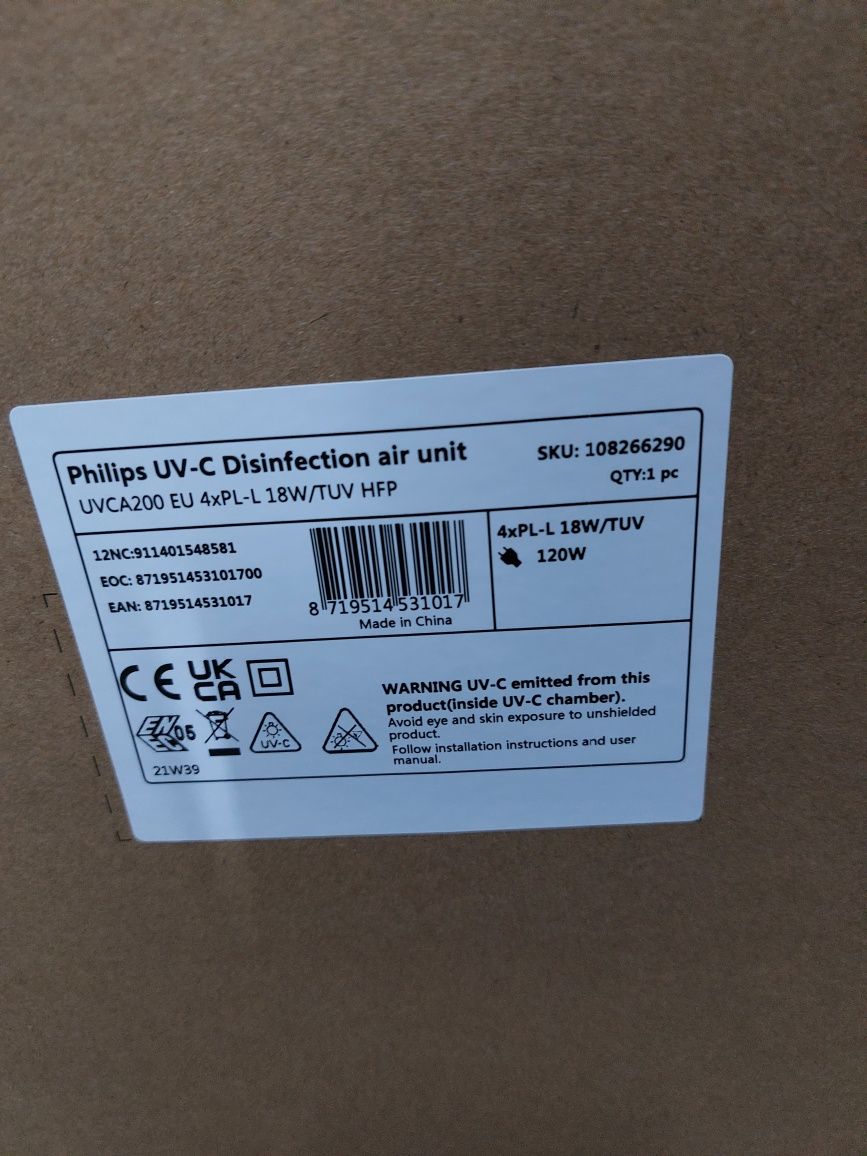 Philips UV-C Disinfection air unit
UVCA200 EU 4xPL-L 18W/TUV HFP
SKU: 108266290
QTY:1 pc
12NC:911401548581
EOC: 871951453101700
EAN: 8719514531017
8 719514 531017
Made in China
4xPL-L 18W/TUV
120W
CE UK
CA
ENEC 05
UV-C
21W39
WARNING UV-C emitted from this
product(inside UV-C chamber).
Avoid eye and skin exposure to unshielded
product.
Follow installation instructions and user
manual.